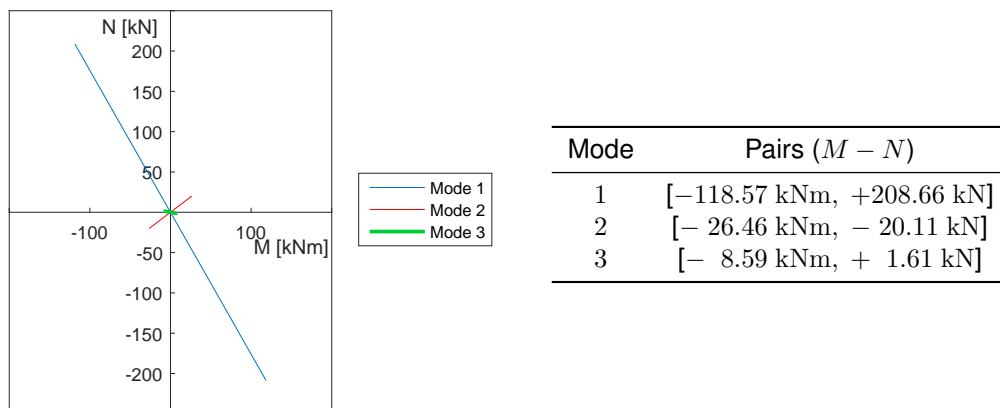 N [kN]
200
150
100
50
-100
100
M [kNm]
-50
-100
-150
-200
Mode 1
Mode 2
Mode 3
Mode Pairs (M − N)
1 [−118.57 kNm, +208.66 kN]
2 [− 26.46 kNm, − 20.11 kN]
3 [− 8.59 kNm, + 1.61 kN]